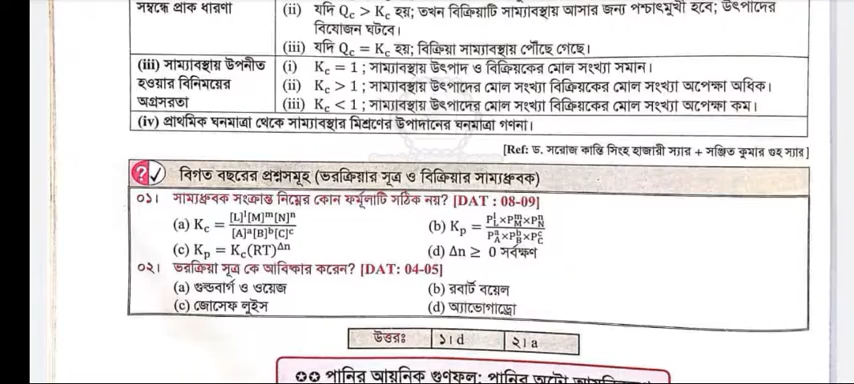 সম্বন্ধে প্রাক ধারণা
(ii) যদি Qc > Kc হয়; তখন বিক্রিয়াটি সাম্যাবস্থায় আসার জন্য পশ্চাৎমুখী হবে; উৎপাদের
বিযোজন ঘটবে।
(iii) যদি Qc = Kc হয়; বিক্রিয়া সাম্যাবস্থায় পৌঁছে গেছে।
(iii) সাম্যাবস্থায় উপনীত
হওয়ার বিনিময়ের
অগ্রসরতা
(i) Kc = 1 ; সাম্যাবস্থায় উৎপাদ ও বিক্রিয়কের মোল সংখ্যা সমান।
(ii) Kc > 1 ; সাম্যাবস্থায় উৎপাদের মোল সংখ্যা বিক্রিয়কের মোল সংখ্যা অপেক্ষা অধিক।
(iii) Kc < 1 ; সাম্যাবস্থায় উৎপাদের মোল সংখ্যা বিক্রিয়কের মোল সংখ্যা অপেক্ষা কম।
(iv) প্রাথমিক ঘনমাত্রা থেকে সাম্যাবস্থার মিশ্রণের উপাদানের ঘনমাত্রা গণনা।
[Ref: ড. সরোজ কান্তি সিংহ হাজারী স্যার + সঞ্জিত কুমার গুহ স্যার]
বিগত বছরের প্রশ্নসমূহ (ভরক্রিয়ার সূত্র ও বিক্রিয়ার সাম্যধ্রুবক)
০১। সাম্যধ্রুবক সংক্রান্ত নিম্নের কোন ফর্মূলাটি সঠিক নয়? [DAT : 08-09]
(a) Kc = [L]^l[M]^m[N]^n / [A]^a[B]^b[C]^c (b) Kp = P_L^l×P_M^m×P_N^n / P_A^a×P_B^b×P_C^c
(c) Kp = Kc(RT)^Δn (d) Δn ≥ 0 সর্বক্ষণ
০২। ভরক্রিয়া সূত্র কে আবিষ্কার করেন? [DAT: 04-05]
(a) গুল্ডবার্গ ও ওয়েজ (b) রবার্ট বয়েল
(c) জোসেফ লুইস (d) অ্যাভোগাড্রো
উত্তরঃ ১। d ২। a
পানির আয়নিক গুণফল: পানির অটো